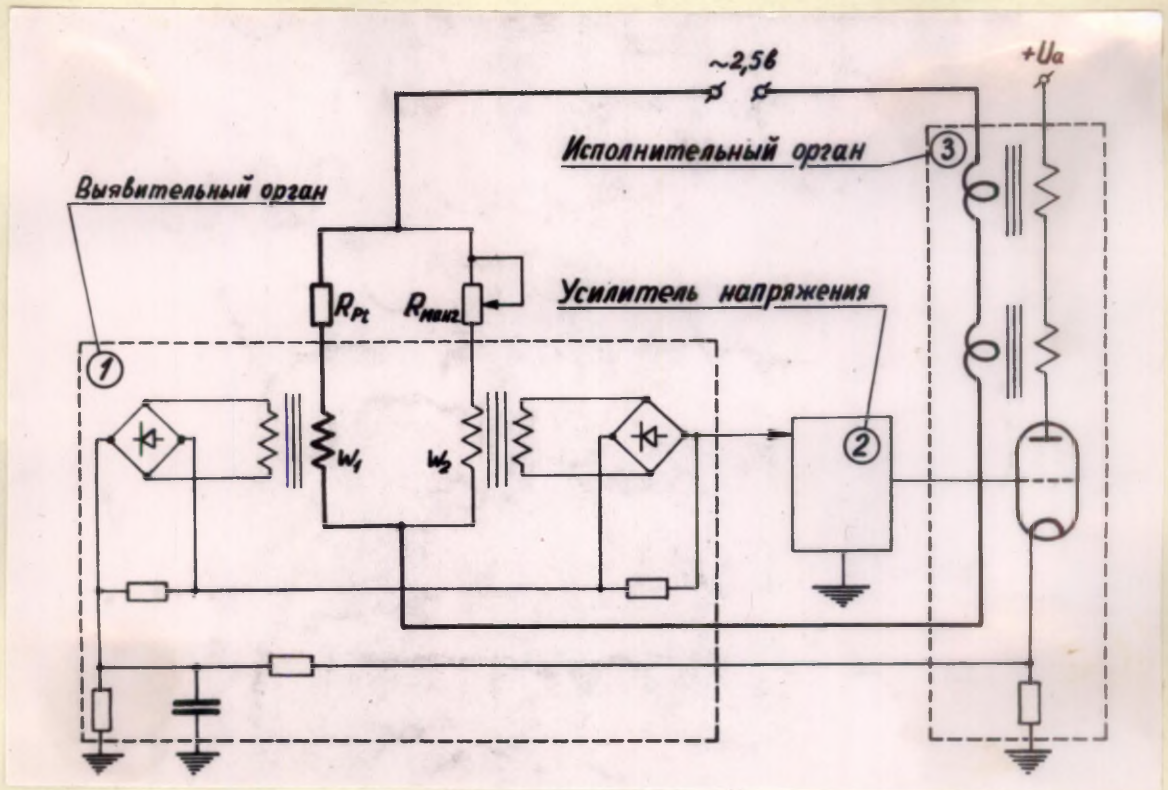 ~2,5в
+Ua
Исполнительный орган
3
Выявительный орган
Усилитель напряжения
RPt
Rманг
1
2
W1
W2